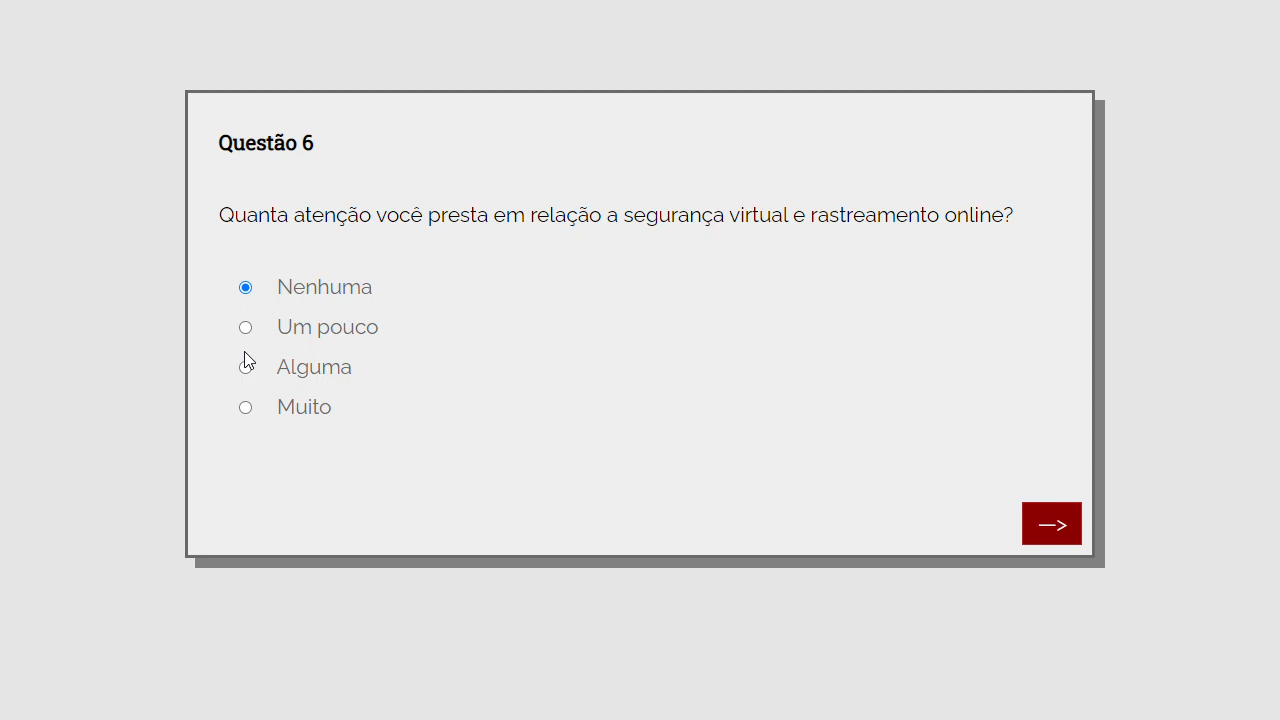 Questão 6
Quanta atenção você presta em relação a segurança virtual e rastreamento online?
Nenhuma
Um pouco
Alguma
Muito
—>